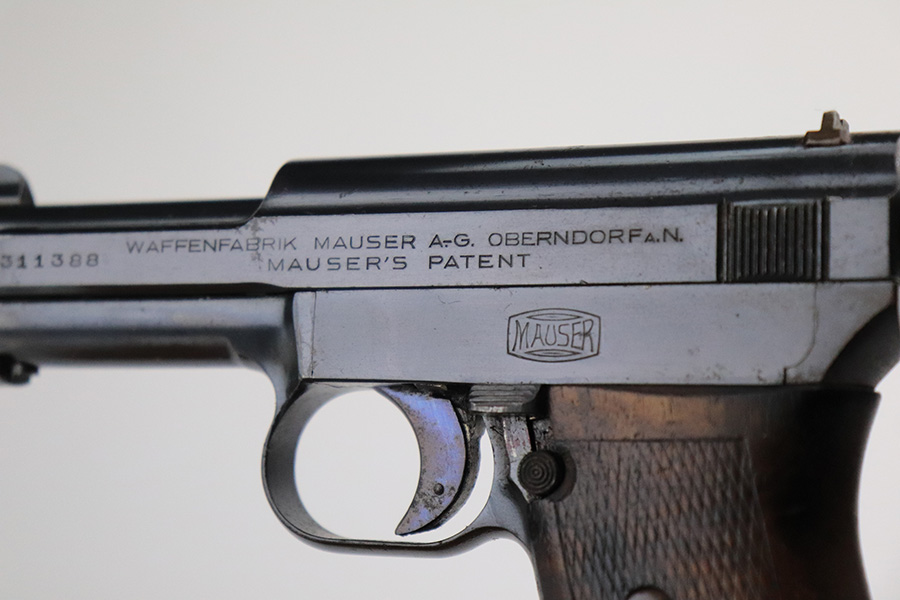 WAFFENFABRIK MAUSER A.-G. OBERNDORF A.N.
311388 MAUSER'S PATENT
MAUSER